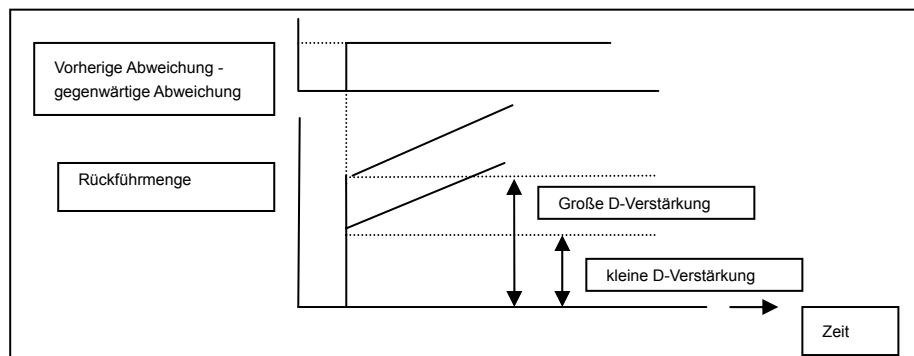 Vorherige Abweichung -
gegenwärtige Abweichung
Rückführmenge
Große D-Verstärkung
kleine D-Verstärkung
Zeit